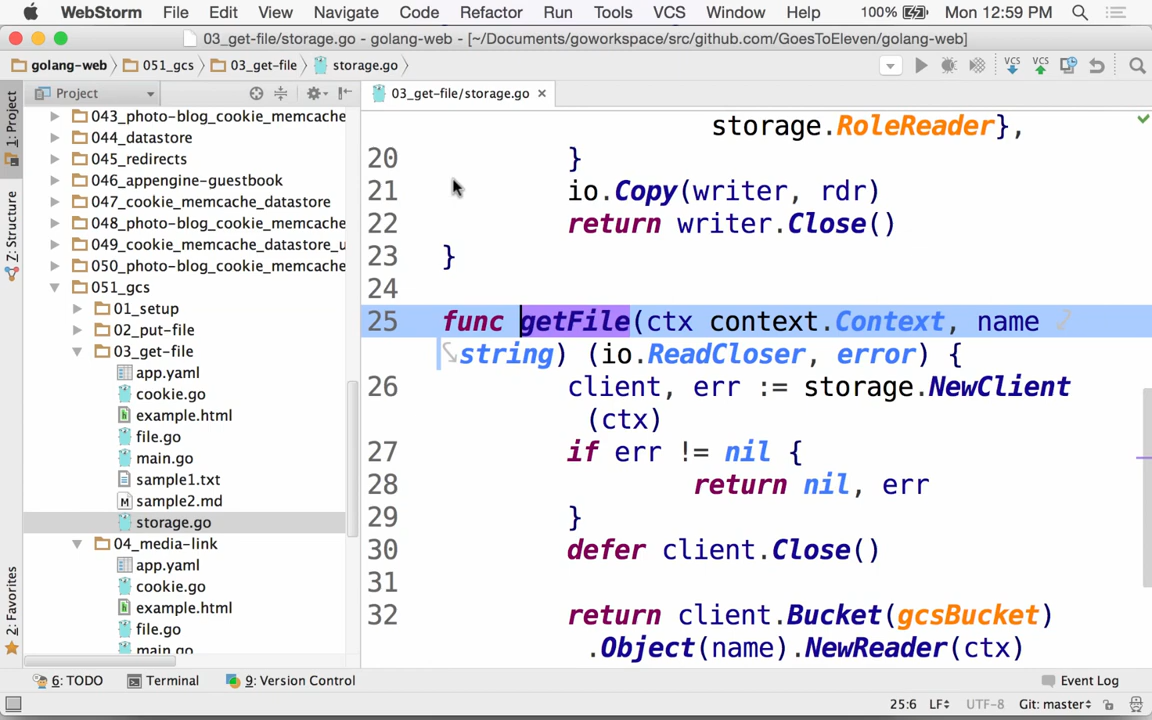 WebStorm File Edit View Navigate Code Refactor Run Tools VCS Window Help 100% Mon 12:59 PM
03_get-file/storage.go - golang-web - [~/Documents/goworkspace/src/github.com/GoesToEleven/golang-web]
golang-web 051_gcs 03_get-file storage.go VCS VCS
1: Project
Z: Structure
2: Favorites
Project
043_photo-blog_cookie_memcache
044_datastore
045_redirects
046_appengine-guestbook
047_cookie_memcache_datastore
048_photo-blog_cookie_memcache
049_cookie_memcache_datastore_u
050_photo-blog_cookie_memcache
051_gcs
01_setup
02_put-file
03_get-file
app.yaml
cookie.go
example.html
file.go
main.go
sample1.txt
sample2.md
storage.go
04_media-link
app.yaml
cookie.go
example.html
file.go
main.go
03_get-file/storage.go
storage.RoleReader},
20 }
21 io.Copy(writer, rdr)
22 return writer.Close()
23 }
24
25 func getFile(ctx context.Context, name
string) (io.ReadCloser, error) {
26 client, err := storage.NewClient
(ctx)
27 if err != nil {
28 return nil, err
29 }
30 defer client.Close()
31
32 return client.Bucket(gcsBucket)
.Object(name).NewReader(ctx)
6: TODO Terminal 9: Version Control Event Log
25:6 LF UTF-8 Git: master